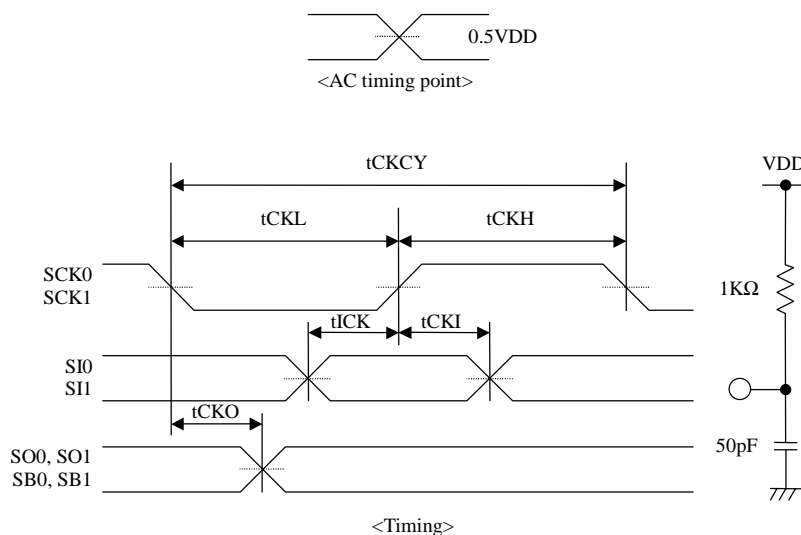 0.5VDD
<AC timing point>
tCKCY
VDD
tCKL
tCKH
SCK0
SCK1
1KΩ
tICK
tCKI
SI0
SI1
tCKO
SO0, SO1
SB0, SB1
50pF
<Timing>